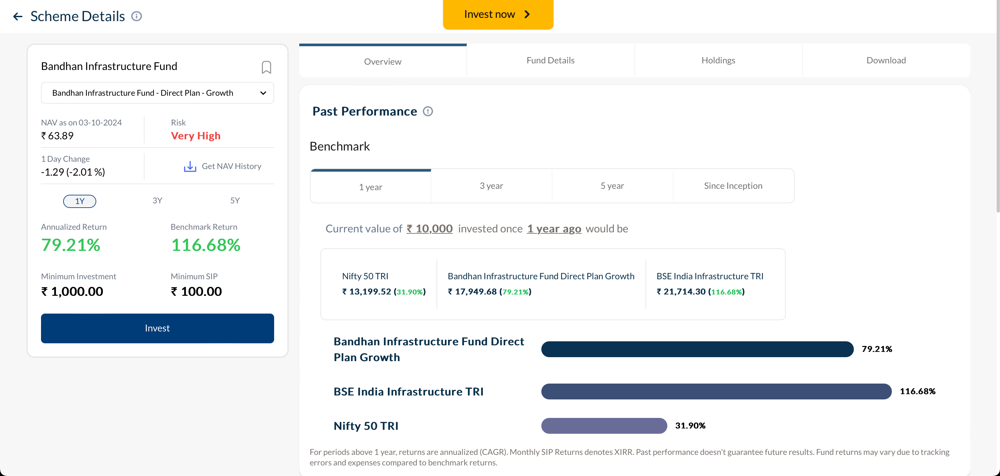 Scheme Details
Invest now
Bandhan Infrastructure Fund
Bandhan Infrastructure Fund - Direct Plan - Growth
NAV as on 03-10-2024
₹ 63.89
Risk
Very High
1 Day Change
-1.29 (-2.01 %)
Get NAV History
1Y
3Y
5Y
Annualized Return
79.21%
Benchmark Return
116.68%
Minimum Investment
₹ 1,000.00
Minimum SIP
₹ 100.00
Invest
Overview
Fund Details
Holdings
Download
Past Performance
Benchmark
1 year
3 year
5 year
Since Inception
Current value of ₹ 10,000 invested once 1 year ago would be
Nifty 50 TRI
₹ 13,199.52 (31.90%)
Bandhan Infrastructure Fund Direct Plan Growth
₹ 17,949.68 (79.21%)
BSE India Infrastructure TRI
₹ 21,714.30 (116.68%)
Bandhan Infrastructure Fund Direct
Plan Growth
79.21%
BSE India Infrastructure TRI
116.68%
Nifty 50 TRI
31.90%
For periods above 1 year, returns are annualized (CAGR). Monthly SIP Returns denotes XIRR. Past performance doesn't guarantee future results. Fund returns may vary due to tracking
errors and expenses compared to benchmark returns.